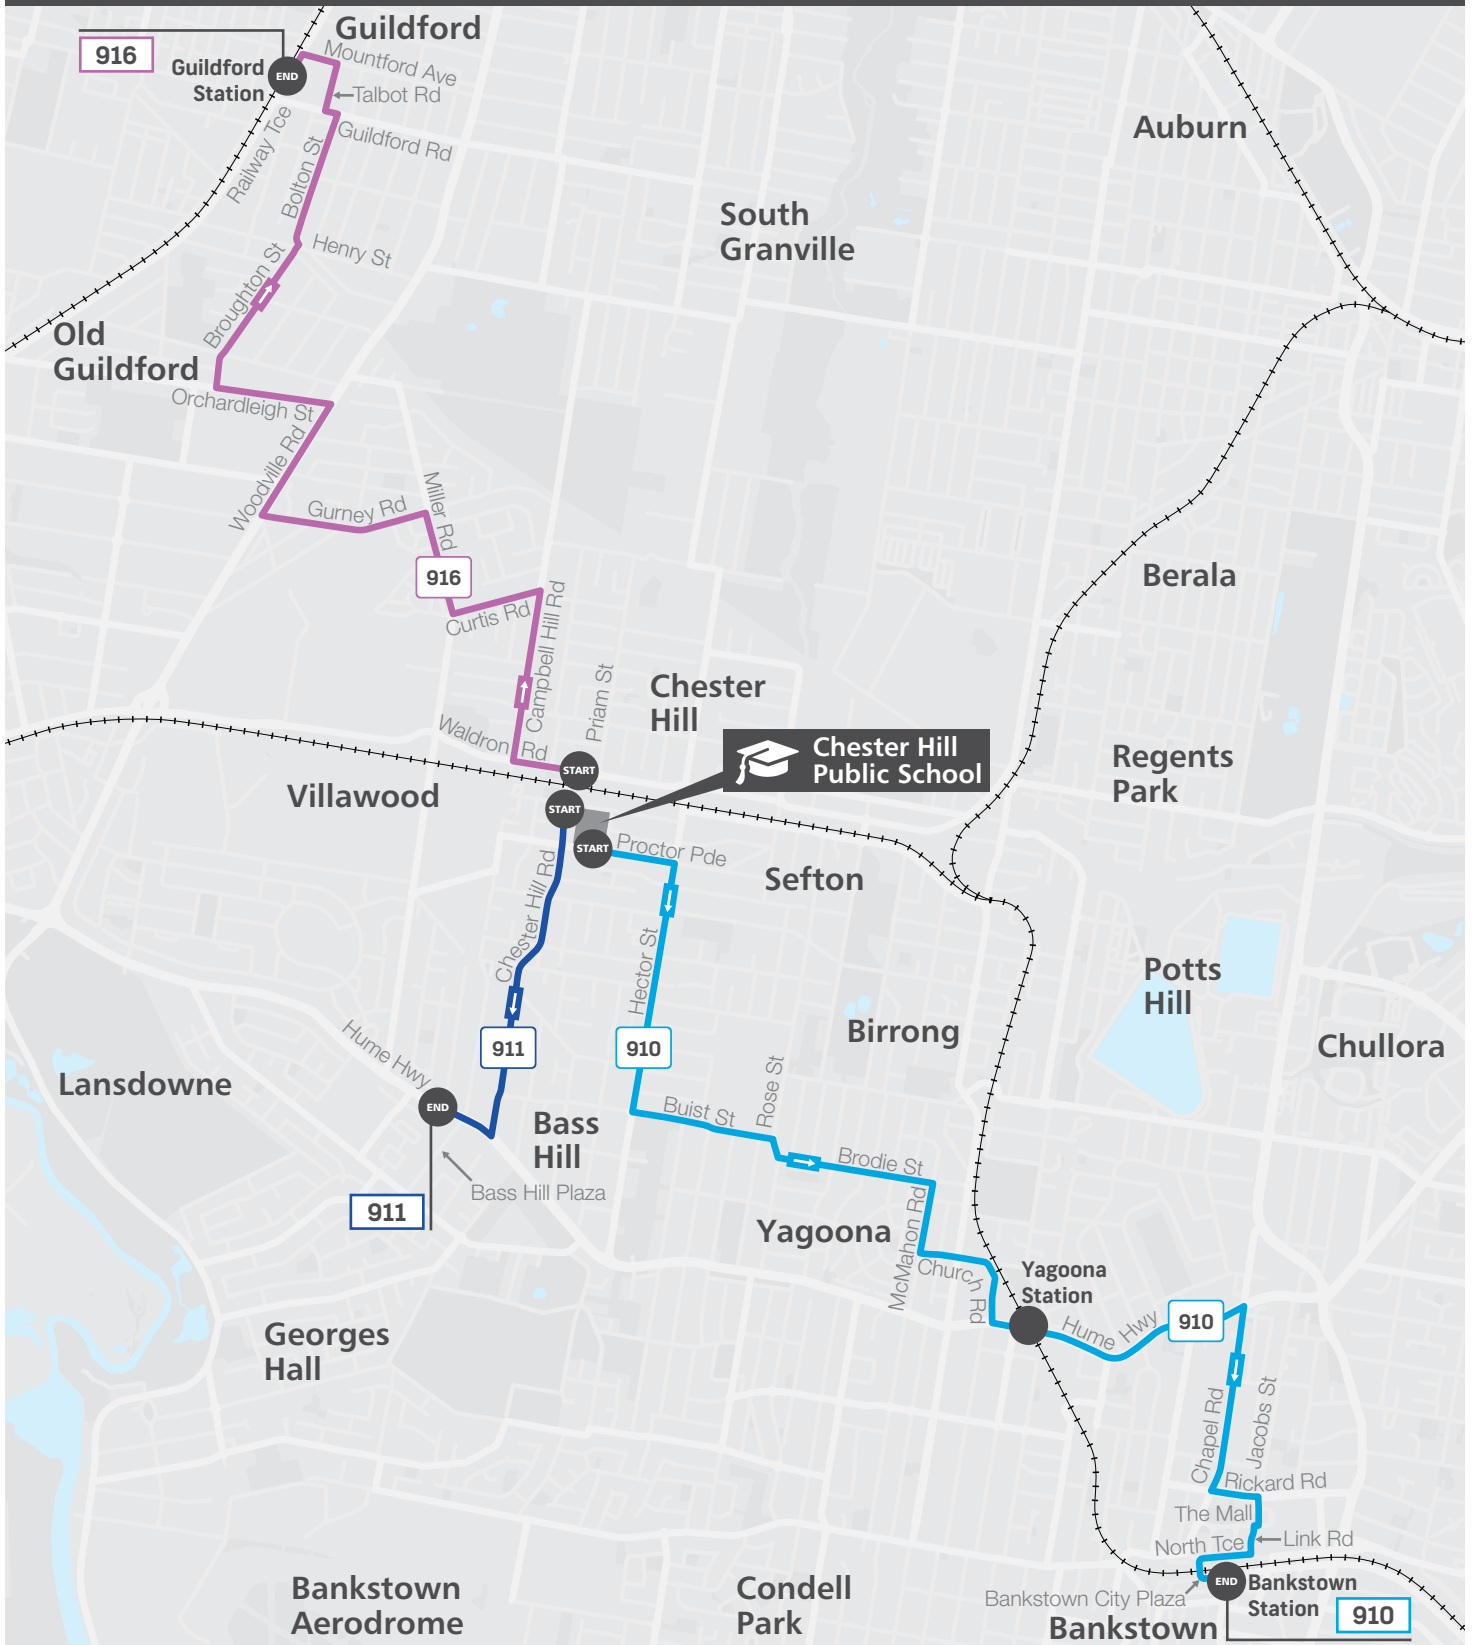 Guildford
916
Guildford
Station
END
Mountford Ave
Talbot Rd
Railway Tce
Bolton St
Guildford Rd
Auburn
South
Granville
Henry St
Broughton St
Old
Guildford
Orchardleigh St
Woodville Rd
Gurney Rd
Miller Rd
916
Curtis Rd
Campbell Hill Rd
Berala
Priam St
Chester
Hill
Waldron Rd
START
Chester Hill
Public School
Regents
Park
Villawood
START
START
Proctor Pde
Sefton
Chester Hill Rd
Hector St
Potts
Hill
Birrong
Chullora
Hume Hwy
911
910
Lansdowne
END
Bass
Hill
Buist St
Rose St
Brodie St
Bass Hill Plaza
911
Yagoona
McMahon Rd
Church Rd
Yagoona
Station
Hume Hwy
910
Georges
Hall
Chapel Rd
Jacobs St
Rickard Rd
The Mall
Link Rd
North Tce
Bankstown City Plaza
END
Bankstown
Station
910
Bankstown
Bankstown
Aerodrome
Condell
Park